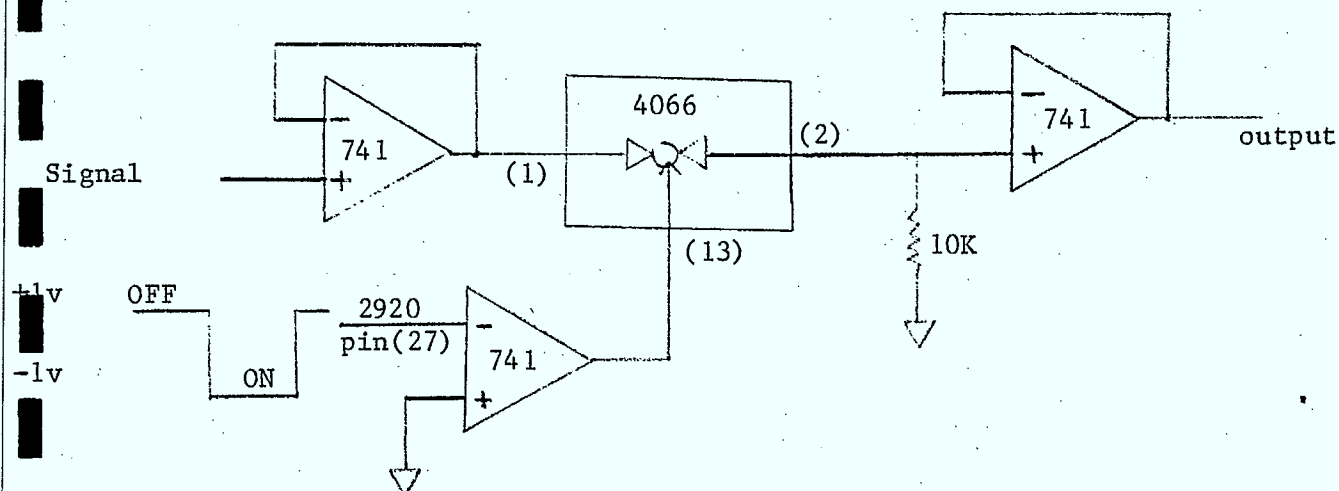 4066
741
(2)
741
output
Signal
+
(1)
+
10K
(13)
+1v
OFF
2920
pin(27)
741
-1v
ON
+